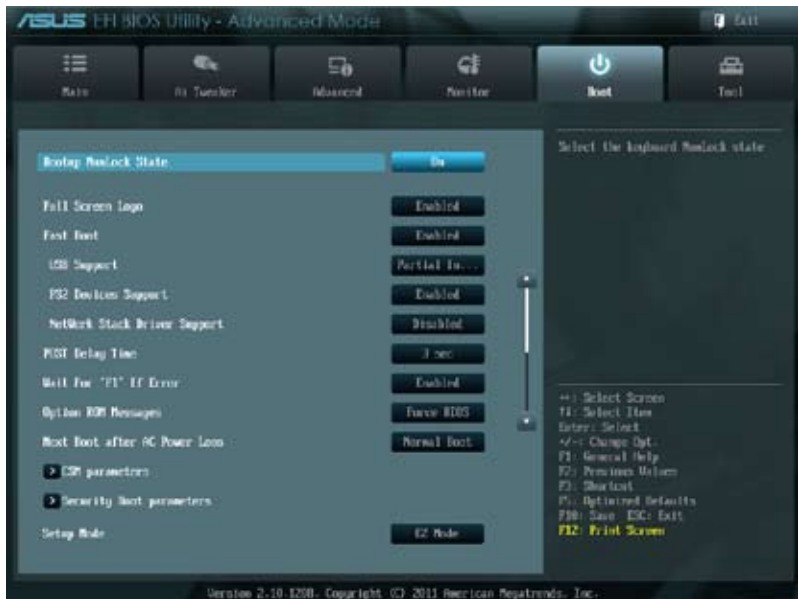 ASUS EFI BIOS Utility - Advanced Mode
Exit
Main
Ai Tweaker
Advanced
Monitor
Boot
Tool
Bootup NumLock State On
Full Screen Logo Enabled
Fast Boot Enabled
USB Support Partial In...
PS2 Devices Support Enabled
NetWork Stack Driver Support Disabled
POST Delay Time 3 sec
Wait For 'F1' If Error Enabled
Option ROM Messages Force BIOS
Next Boot after AC Power Loss Normal Boot
> CSM parameters
> Security Boot parameters
Setup Mode EZ Mode
Select the keyboard NumLock state
→←: Select Screen
↑↓: Select Item
Enter: Select
+/-: Change Opt.
F1: General Help
F2: Previous Values
F3: Shortcut
F5: Optimized Defaults
F10: Save ESC: Exit
F12: Print Screen
Version 2.10.1208. Copyright (C) 2011 American Megatrends, Inc.